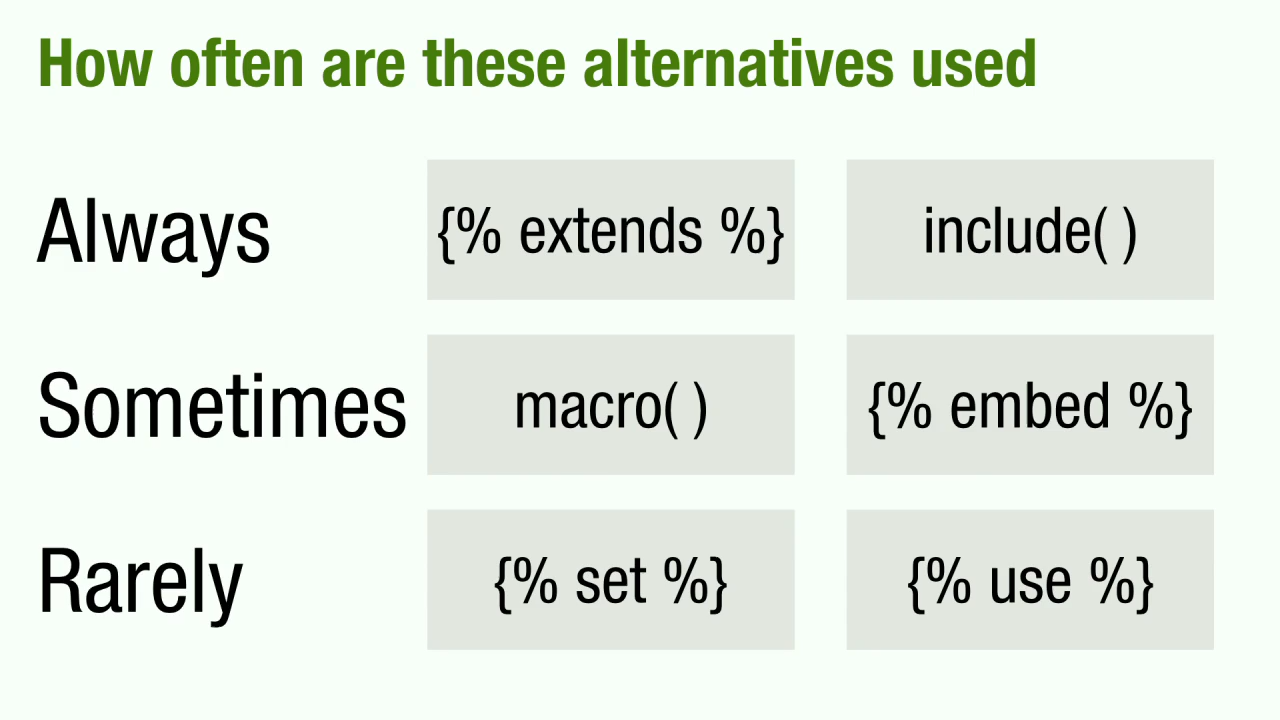 How often are these alternatives used
Always {% extends %} include( )
Sometimes macro( ) {% embed %}
Rarely {% set %} {% use %}